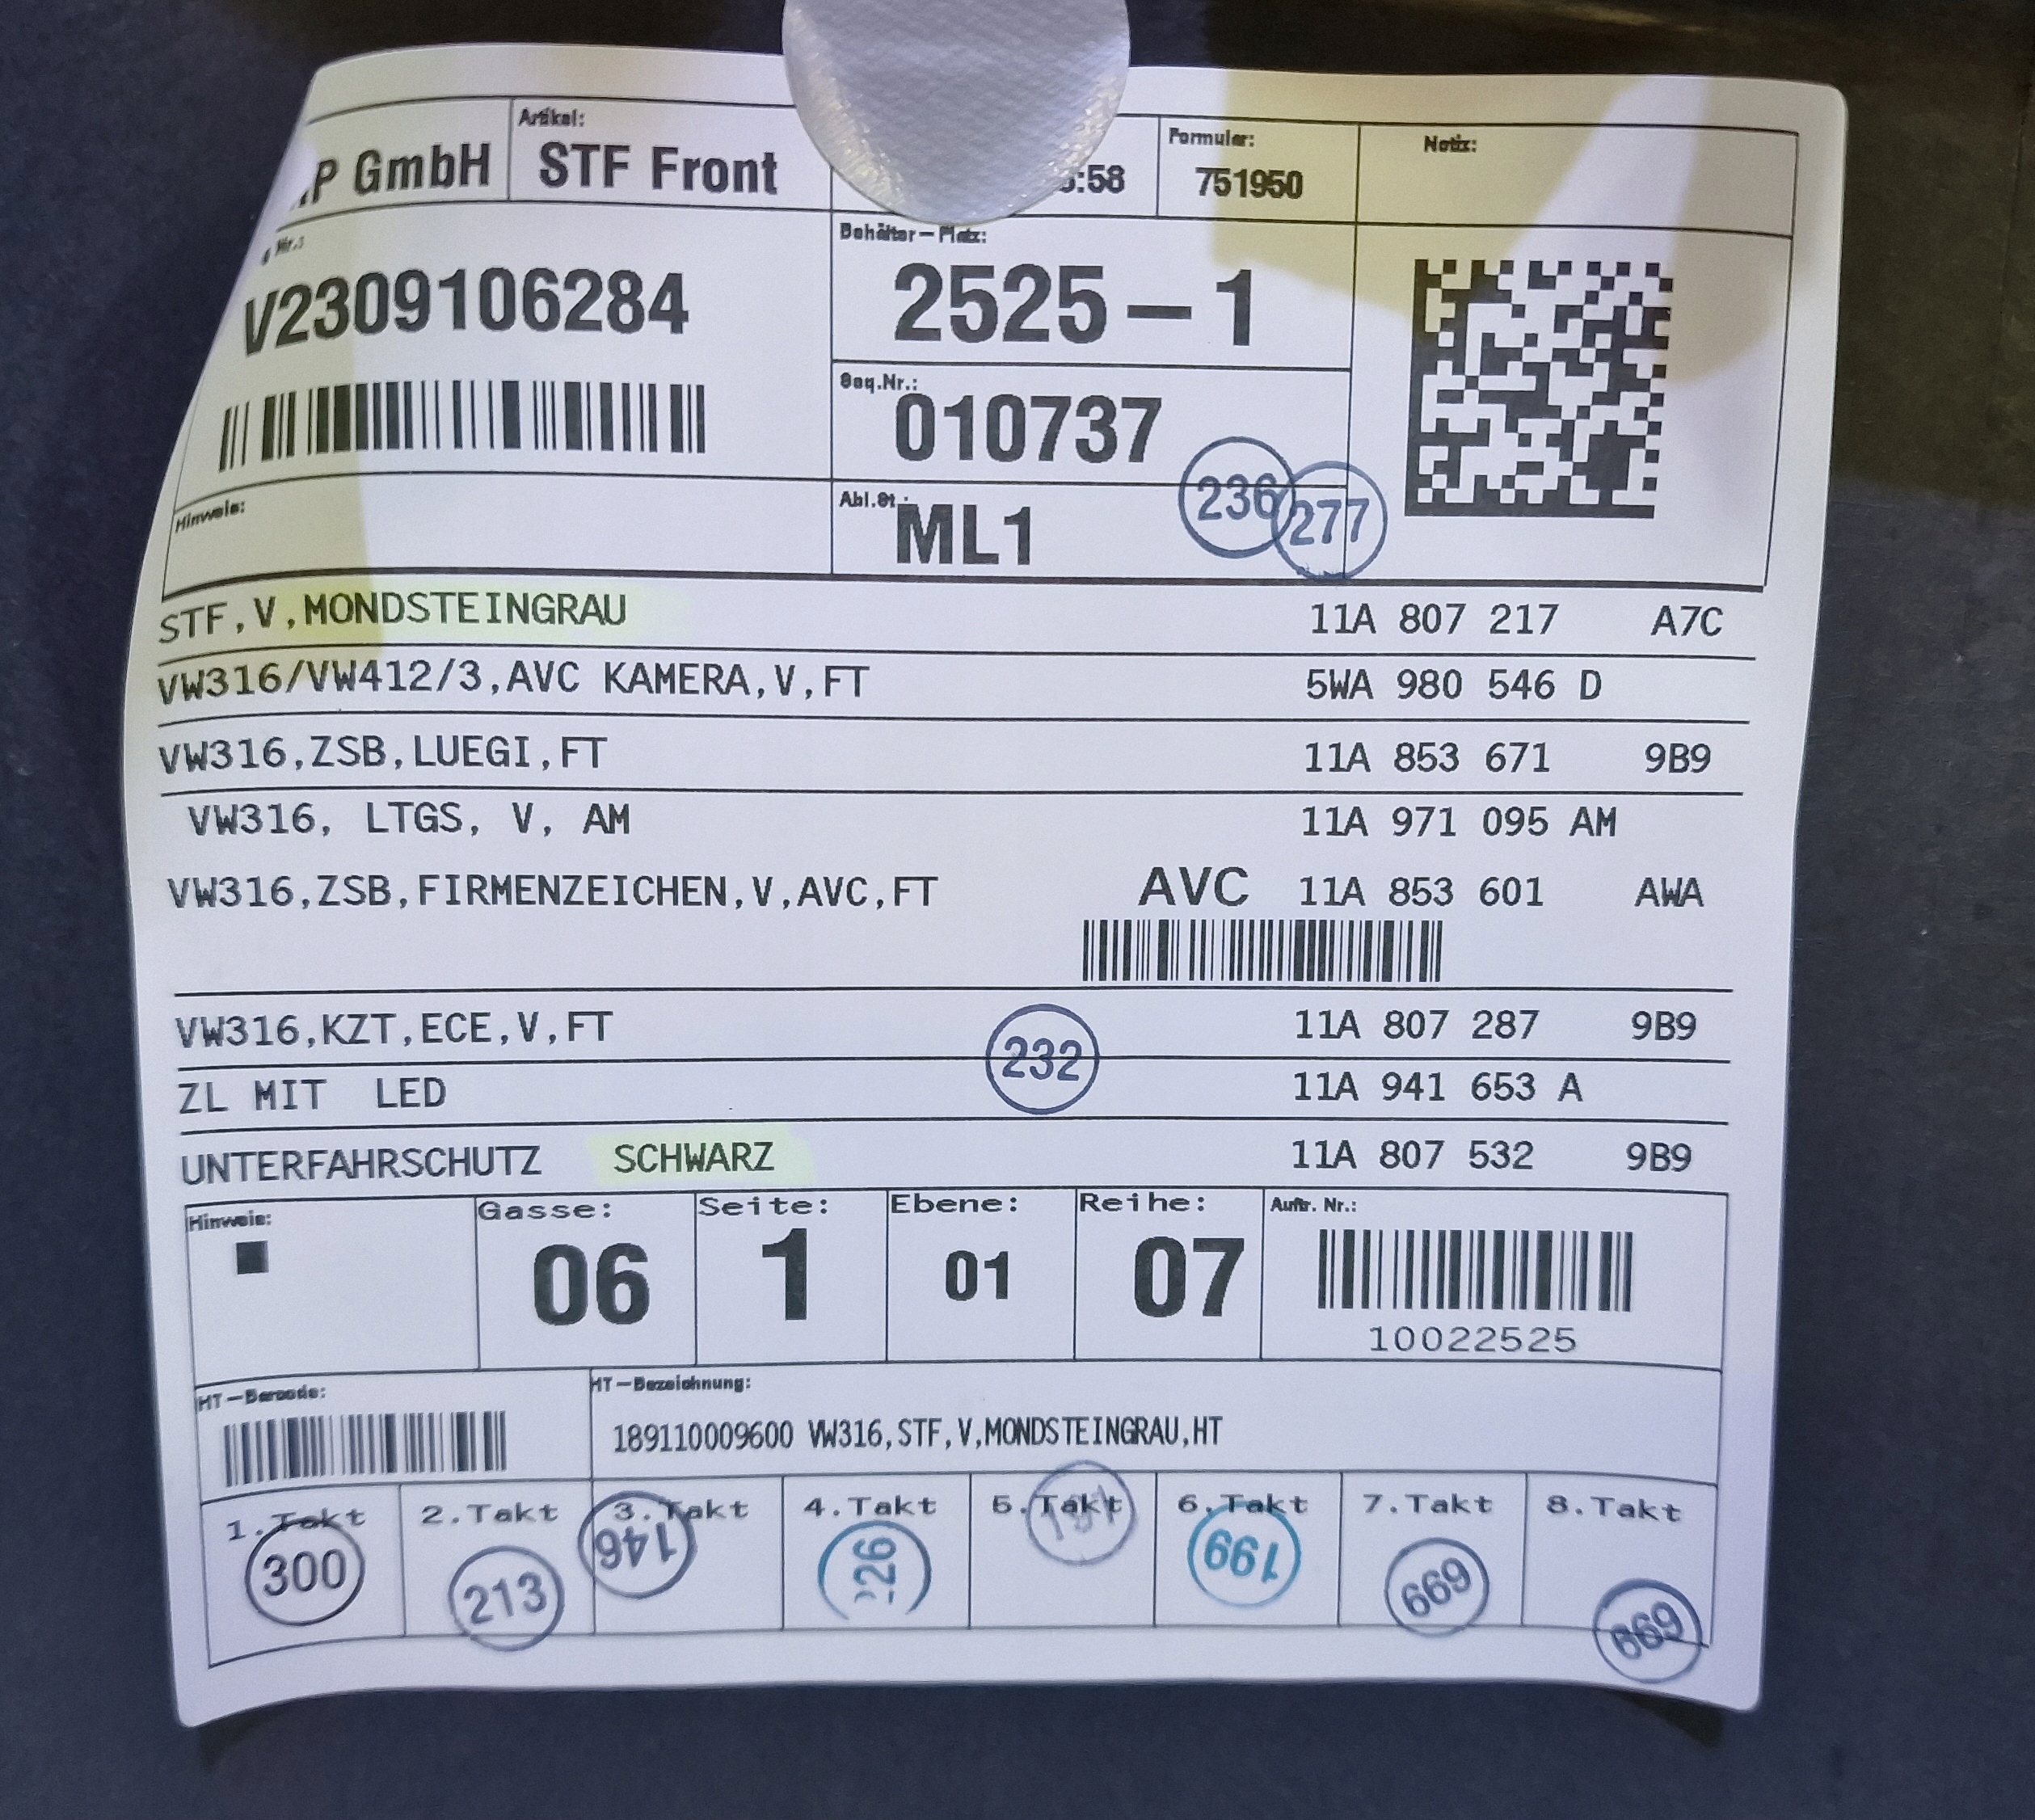 P GmbH
Artikel:
STF Front
:58
Formular:
751950
Notiz:
Nr.:
V2309106284
Behälter-Platz:
2525-1
Seq.Nr.:
010737
Hinweis:
Abl.St.:
ML1
236
277
STF,V,MONDSTEINGRAU 11A 807 217 A7C
VW316/VW412/3,AVC KAMERA,V,FT 5WA 980 546 D
VW316,ZSB,LUEGI,FT 11A 853 671 9B9
VW316, LTGS, V, AM 11A 971 095 AM
VW316,ZSB,FIRMENZEICHEN,V,AVC,FT AVC 11A 853 601 AWA
VW316,KZT,ECE,V,FT 11A 807 287 9B9
232
ZL MIT LED 11A 941 653 A
UNTERFAHRSCHUTZ SCHWARZ 11A 807 532 9B9
Hinweis:
Gasse:
06
Seite:
1
Ebene:
01
Reihe:
07
Auftr. Nr.:
10022525
HT-Barcode:
HT-Bezeichnung:
189110009600 VW316,STF,V,MONDSTEINGRAU,HT
1.Takt 2.Takt 3.Takt 4.Takt 5.Takt 6.Takt 7.Takt 8.Takt
300 213 146 226 199 669 669